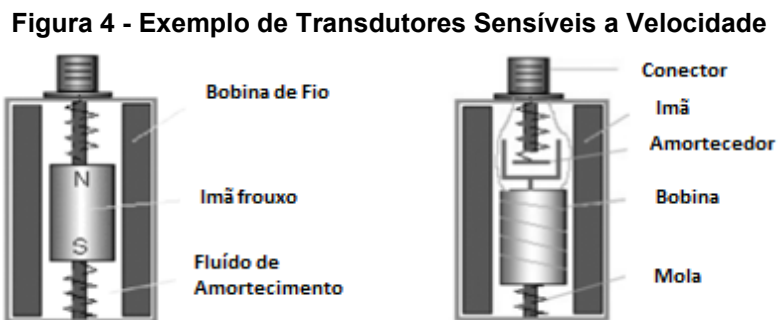 Figura 4 - Exemplo de Transdutores Sensíveis a Velocidade
Bobina de Fio
N
Imã frouxo
S
Fluído de
Amortecimento
Conector
Imã
Amortecedor
Bobina
Mola